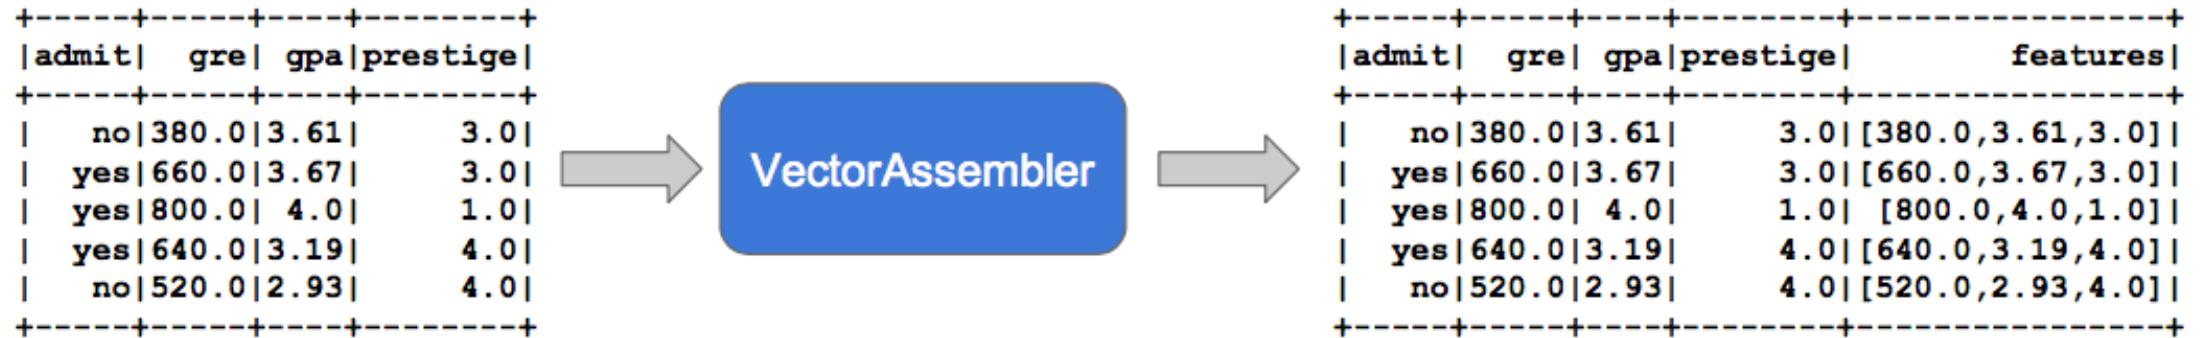 +-----+-----+----+--------+
|admit|  gre| gpa|prestige|
+-----+-----+----+--------+
|   no|380.0|3.61|     3.0|
|  yes|660.0|3.67|     3.0|
|  yes|800.0| 4.0|     1.0|
|  yes|640.0|3.19|     4.0|
|   no|520.0|2.93|     4.0|
+-----+-----+----+--------+
VectorAssembler
+-----+-----+----+--------+----------------+
|admit|  gre| gpa|prestige|        features|
+-----+-----+----+--------+----------------+
|   no|380.0|3.61|     3.0|[380.0,3.61,3.0]|
|  yes|660.0|3.67|     3.0|[660.0,3.67,3.0]|
|  yes|800.0| 4.0|     1.0| [800.0,4.0,1.0]|
|  yes|640.0|3.19|     4.0|[640.0,3.19,4.0]|
|   no|520.0|2.93|     4.0|[520.0,2.93,4.0]|
+-----+-----+----+--------+----------------+